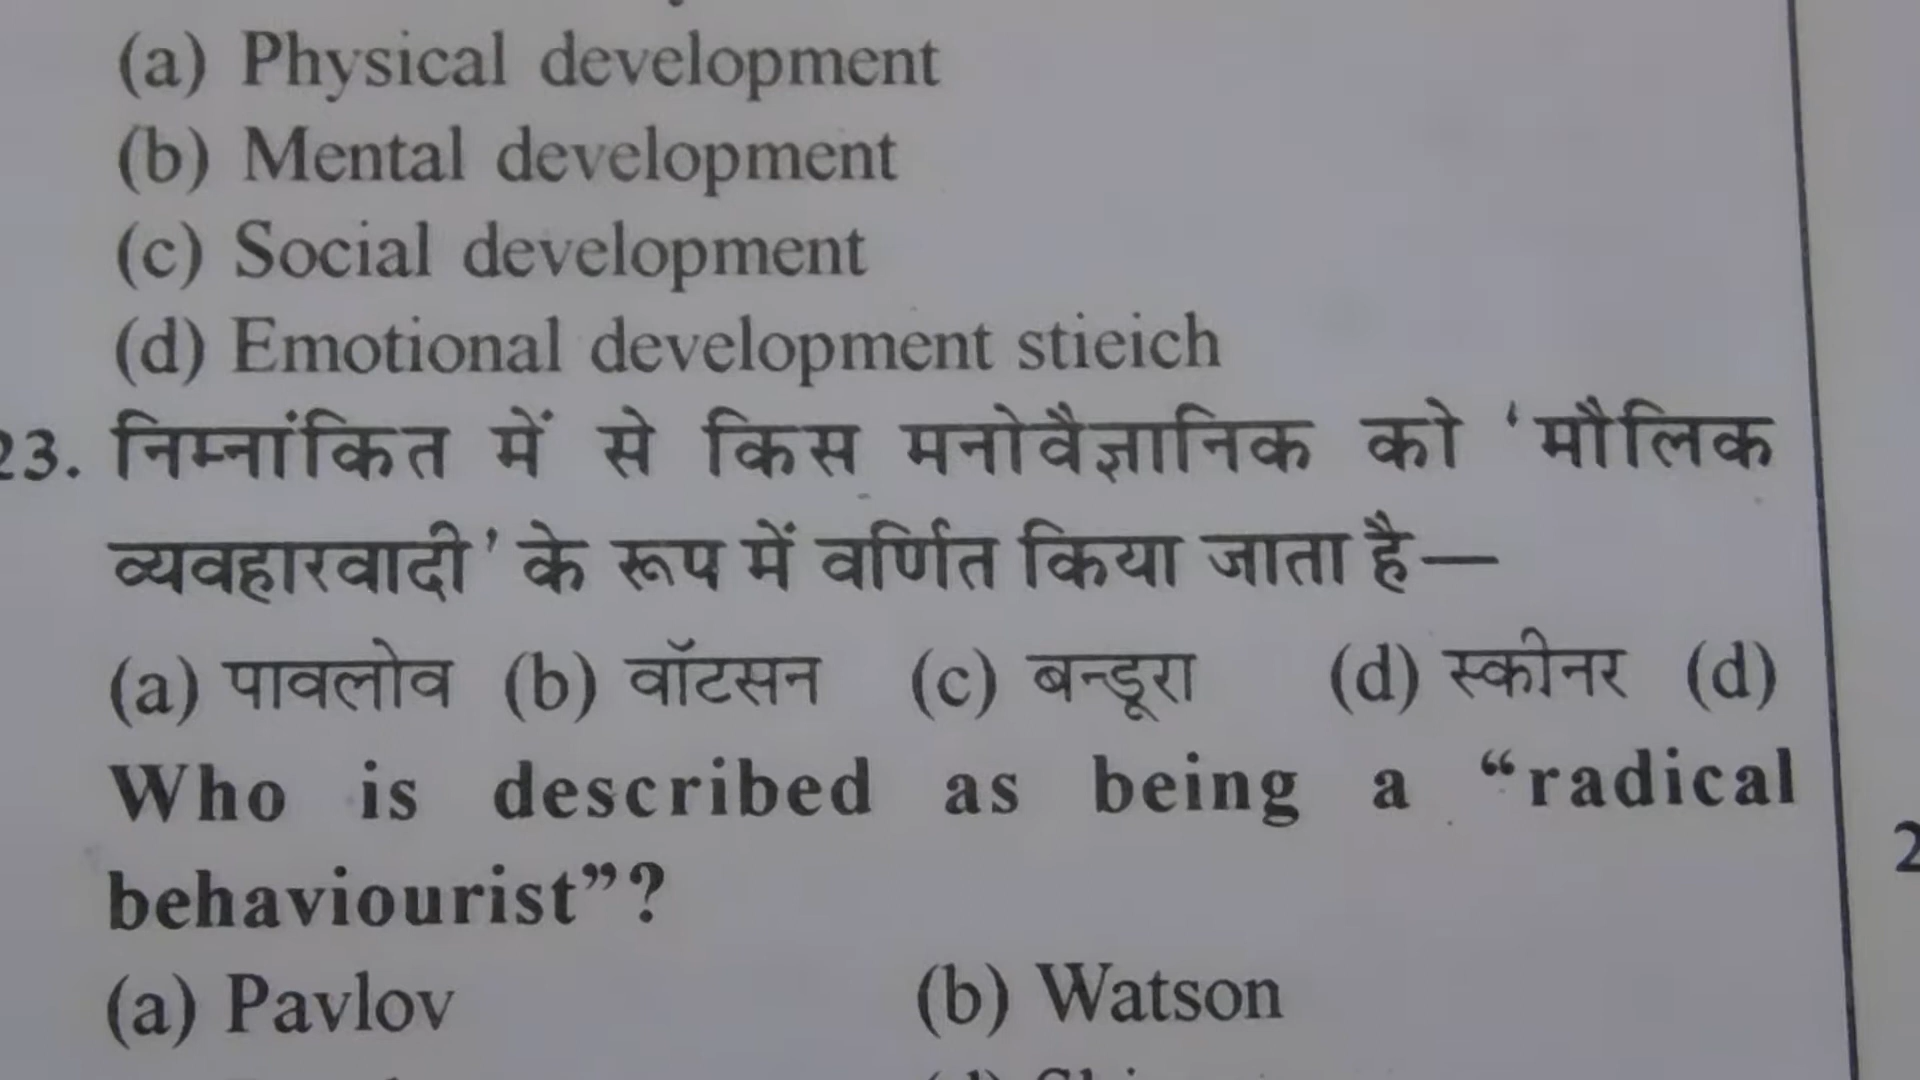 (a) Physical development
(b) Mental development
(c) Social development
(d) Emotional development stieich
23. निम्नांकित में से किस मनोवैज्ञानिक को ‘मौलिक
व्यवहारवादी’ के रूप में वर्णित किया जाता है—
(a) पावलोव (b) वॉटसन (c) बन्डूरा (d) स्कीनर (d)
Who is described as being a “radical
behaviourist”?
(a) Pavlov (b) Watson
2